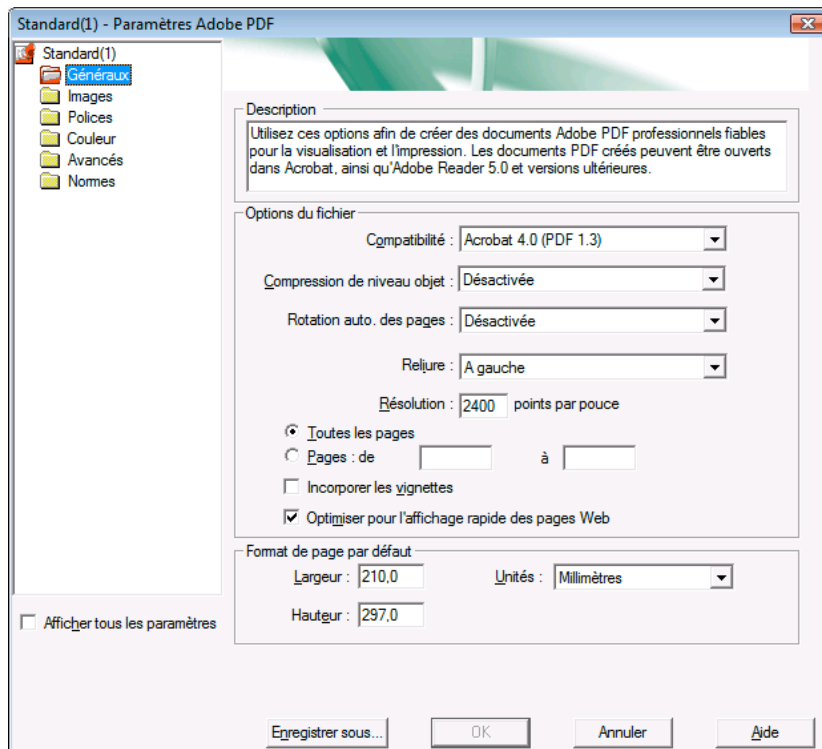 Standard(1) - Paramètres Adobe PDF
Standard(1)
Généraux
Images
Polices
Couleur
Avancés
Normes
Afficher tous les paramètres
Description
Utilisez ces options afin de créer des documents Adobe PDF professionnels fiables
pour la visualisation et l'impression. Les documents PDF créés peuvent être ouverts
dans Acrobat, ainsi qu'Adobe Reader 5.0 et versions ultérieures.
Options du fichier
Compatibilité : Acrobat 4.0 (PDF 1.3)
Compression de niveau objet : Désactivée
Rotation auto. des pages : Désactivée
Reliure : A gauche
Résolution : 2400 points par pouce
Toutes les pages
Pages : de à
Incorporer les vignettes
Optimiser pour l'affichage rapide des pages Web
Format de page par défaut
Largeur : 210,0 Unités : Millimètres
Hauteur : 297,0
Enregistrer sous... OK Annuler Aide